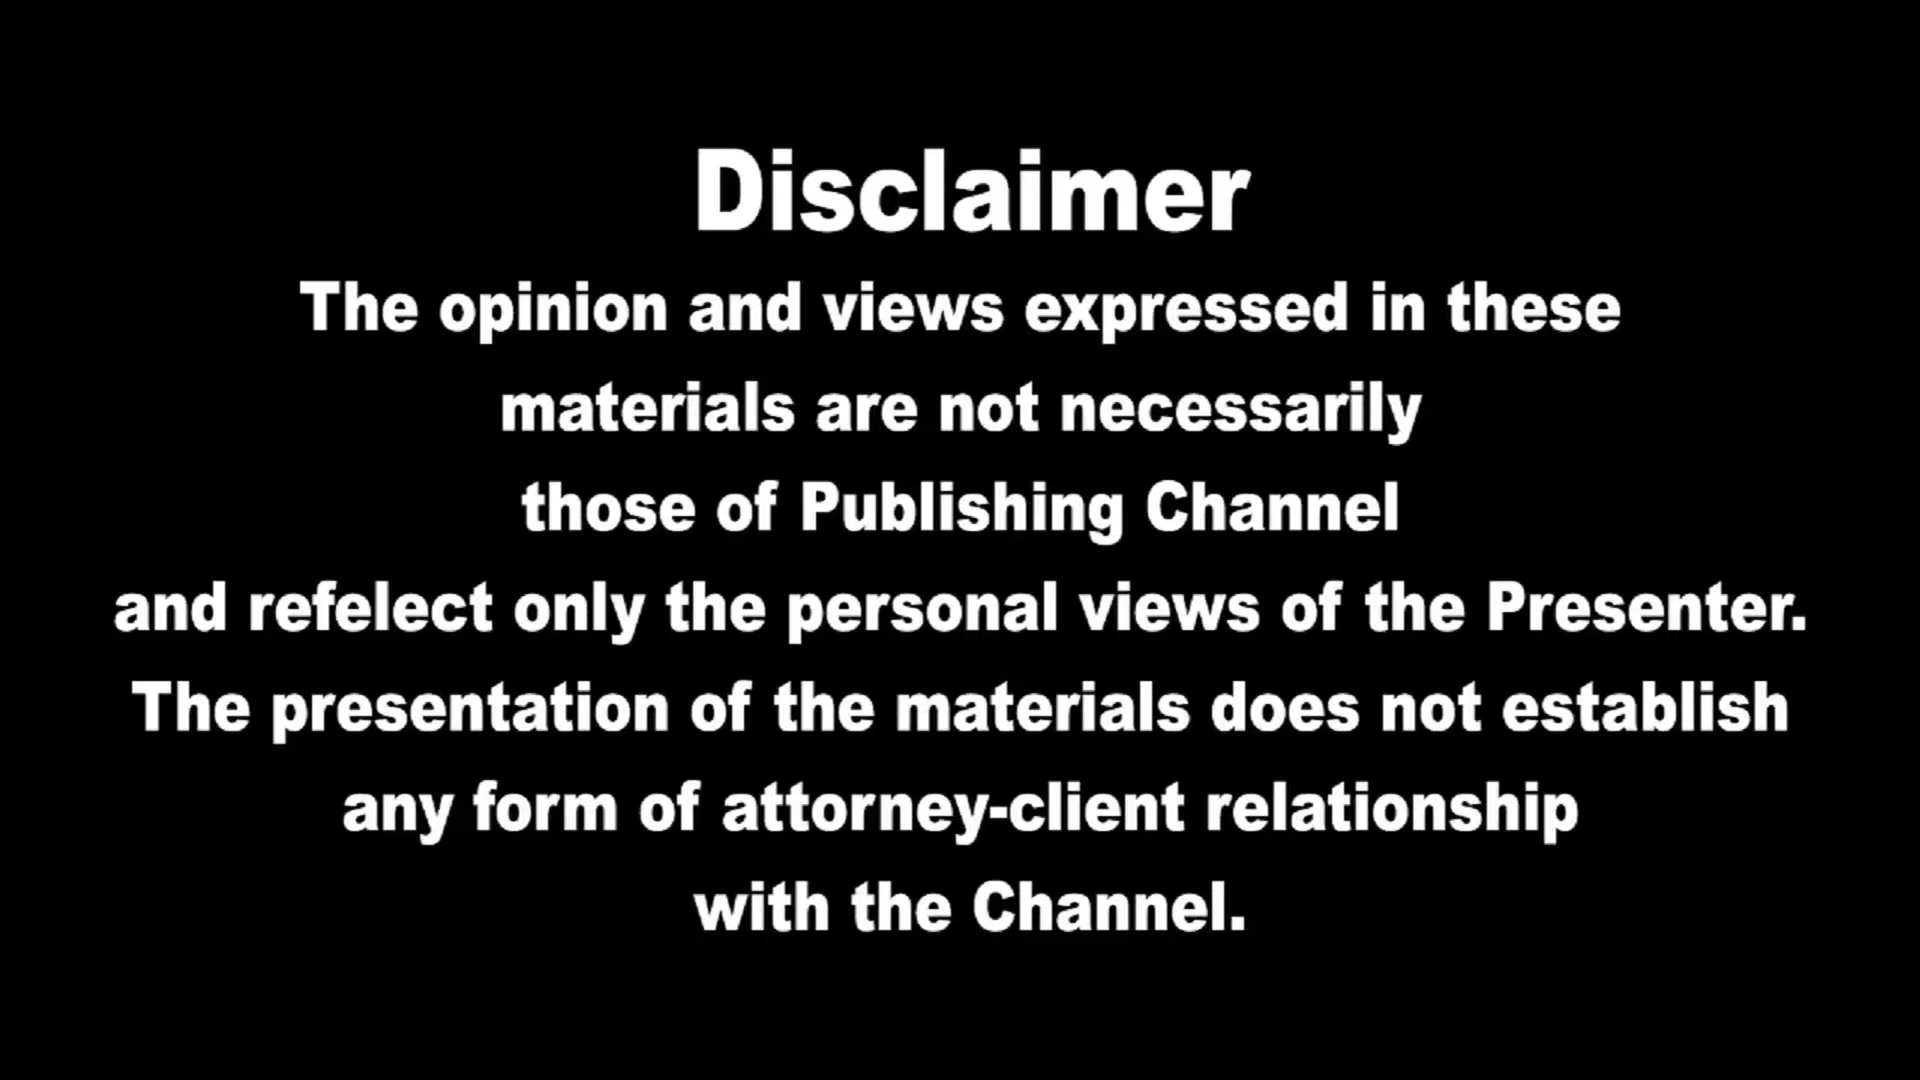 Disclaimer
The opinion and views expressed in these
materials are not necessarily
those of Publishing Channel
and refelect only the personal views of the Presenter.
The presentation of the materials does not establish
any form of attorney-client relationship
with the Channel.